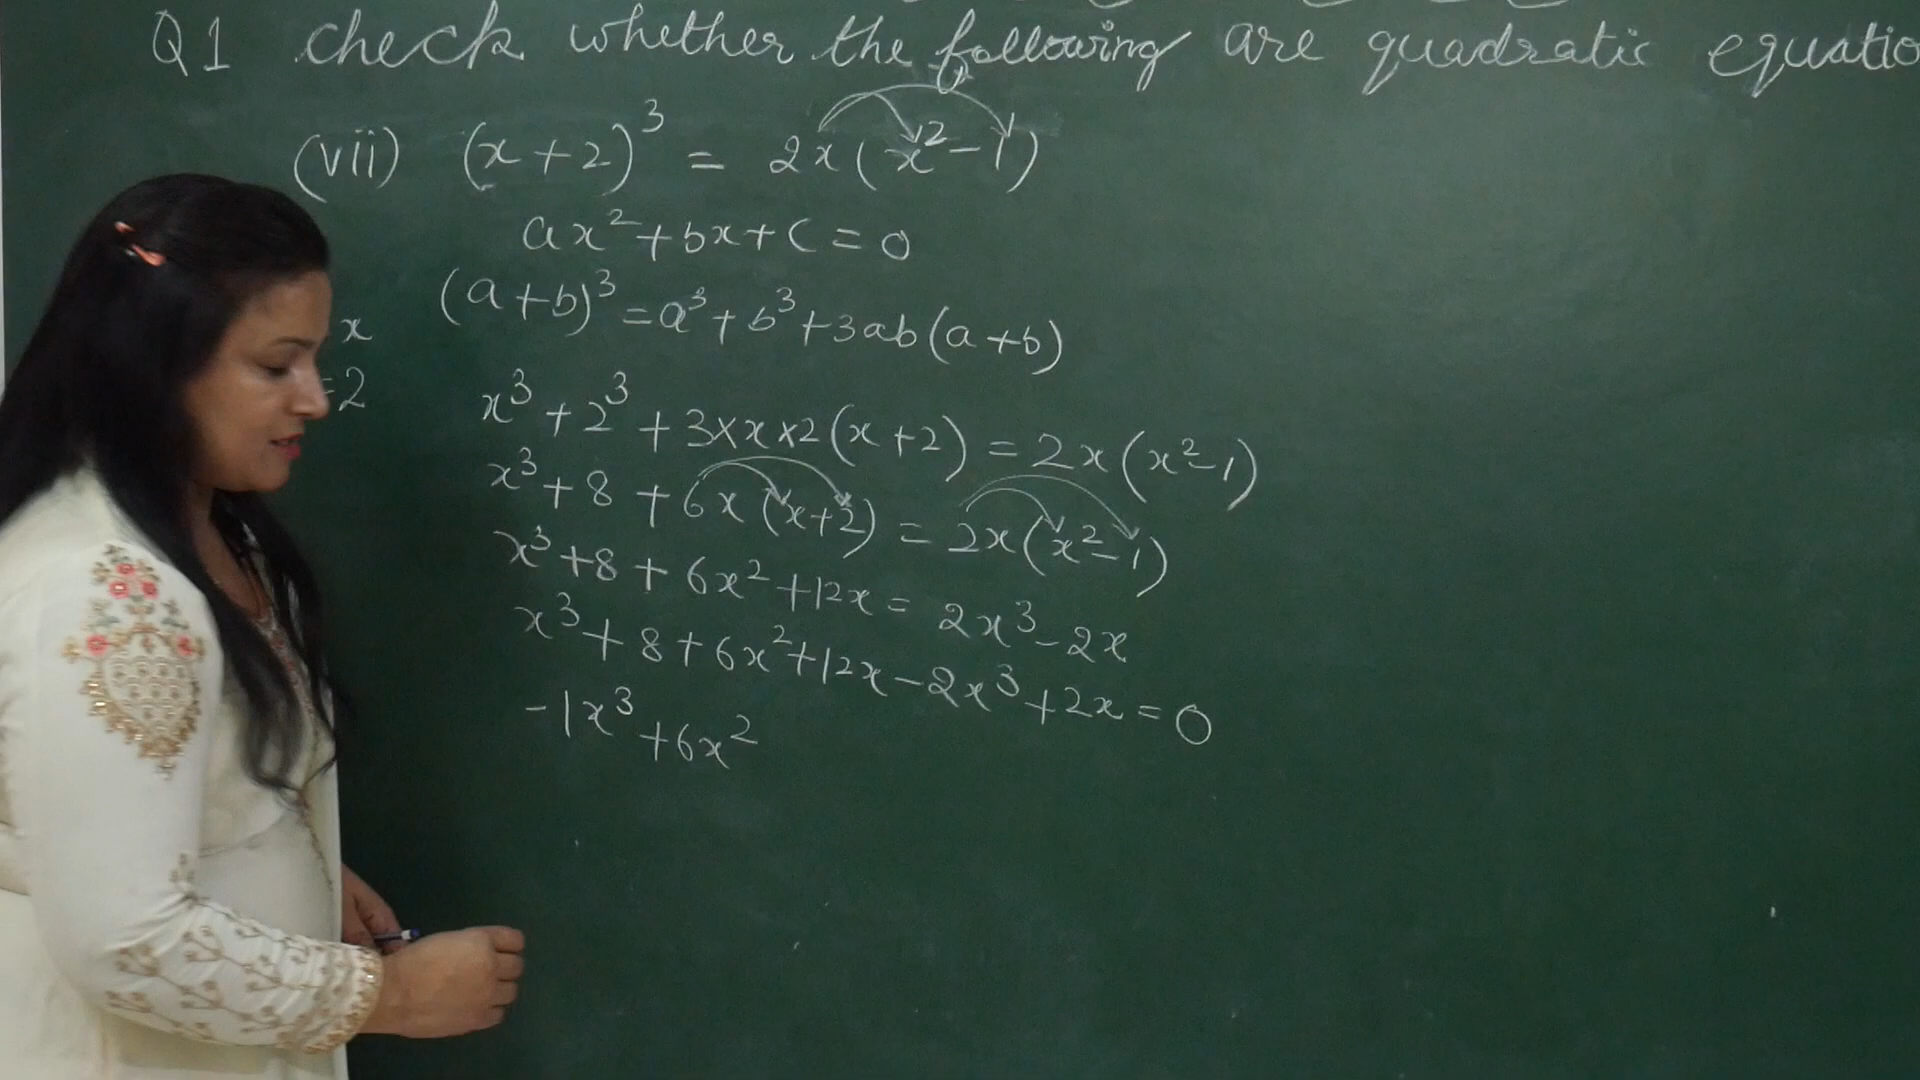 Q1 check whether the following are quadratic equatio
(vii) (x+2)³ = 2x(x²-1)
ax²+bx+c=0
(a+b)³=a³+b³+3ab(a+b)
x
=2
x³+2³+3×x×2(x+2)=2x(x²-1)
x³+8+6x(x+2)=2x(x²-1)
x³+8+6x²+12x=2x³-2x
x³+8+6x²+12x-2x³+2x=0
-1x³+6x²